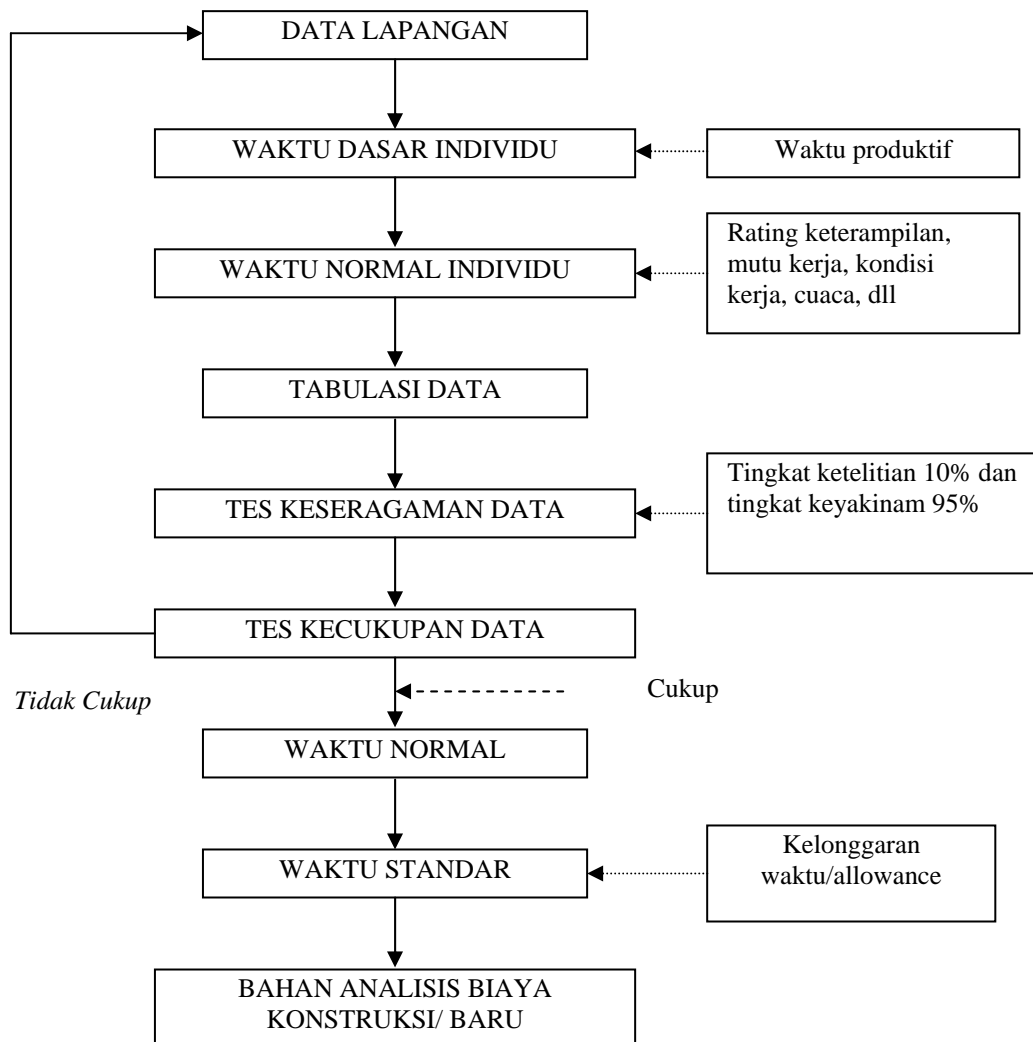 DATA LAPANGAN
WAKTU DASAR INDIVIDU
Waktu produktif
WAKTU NORMAL INDIVIDU
Rating keterampilan,
mutu kerja, kondisi
kerja, cuaca, dll
TABULASI DATA
TES KESERAGAMAN DATA
Tingkat ketelitian 10% dan
tingkat keyakinam 95%
TES KECUKUPAN DATA
Tidak Cukup
Cukup
WAKTU NORMAL
WAKTU STANDAR
Kelonggaran
waktu/allowance
BAHAN ANALISIS BIAYA
KONSTRUKSI/ BARU